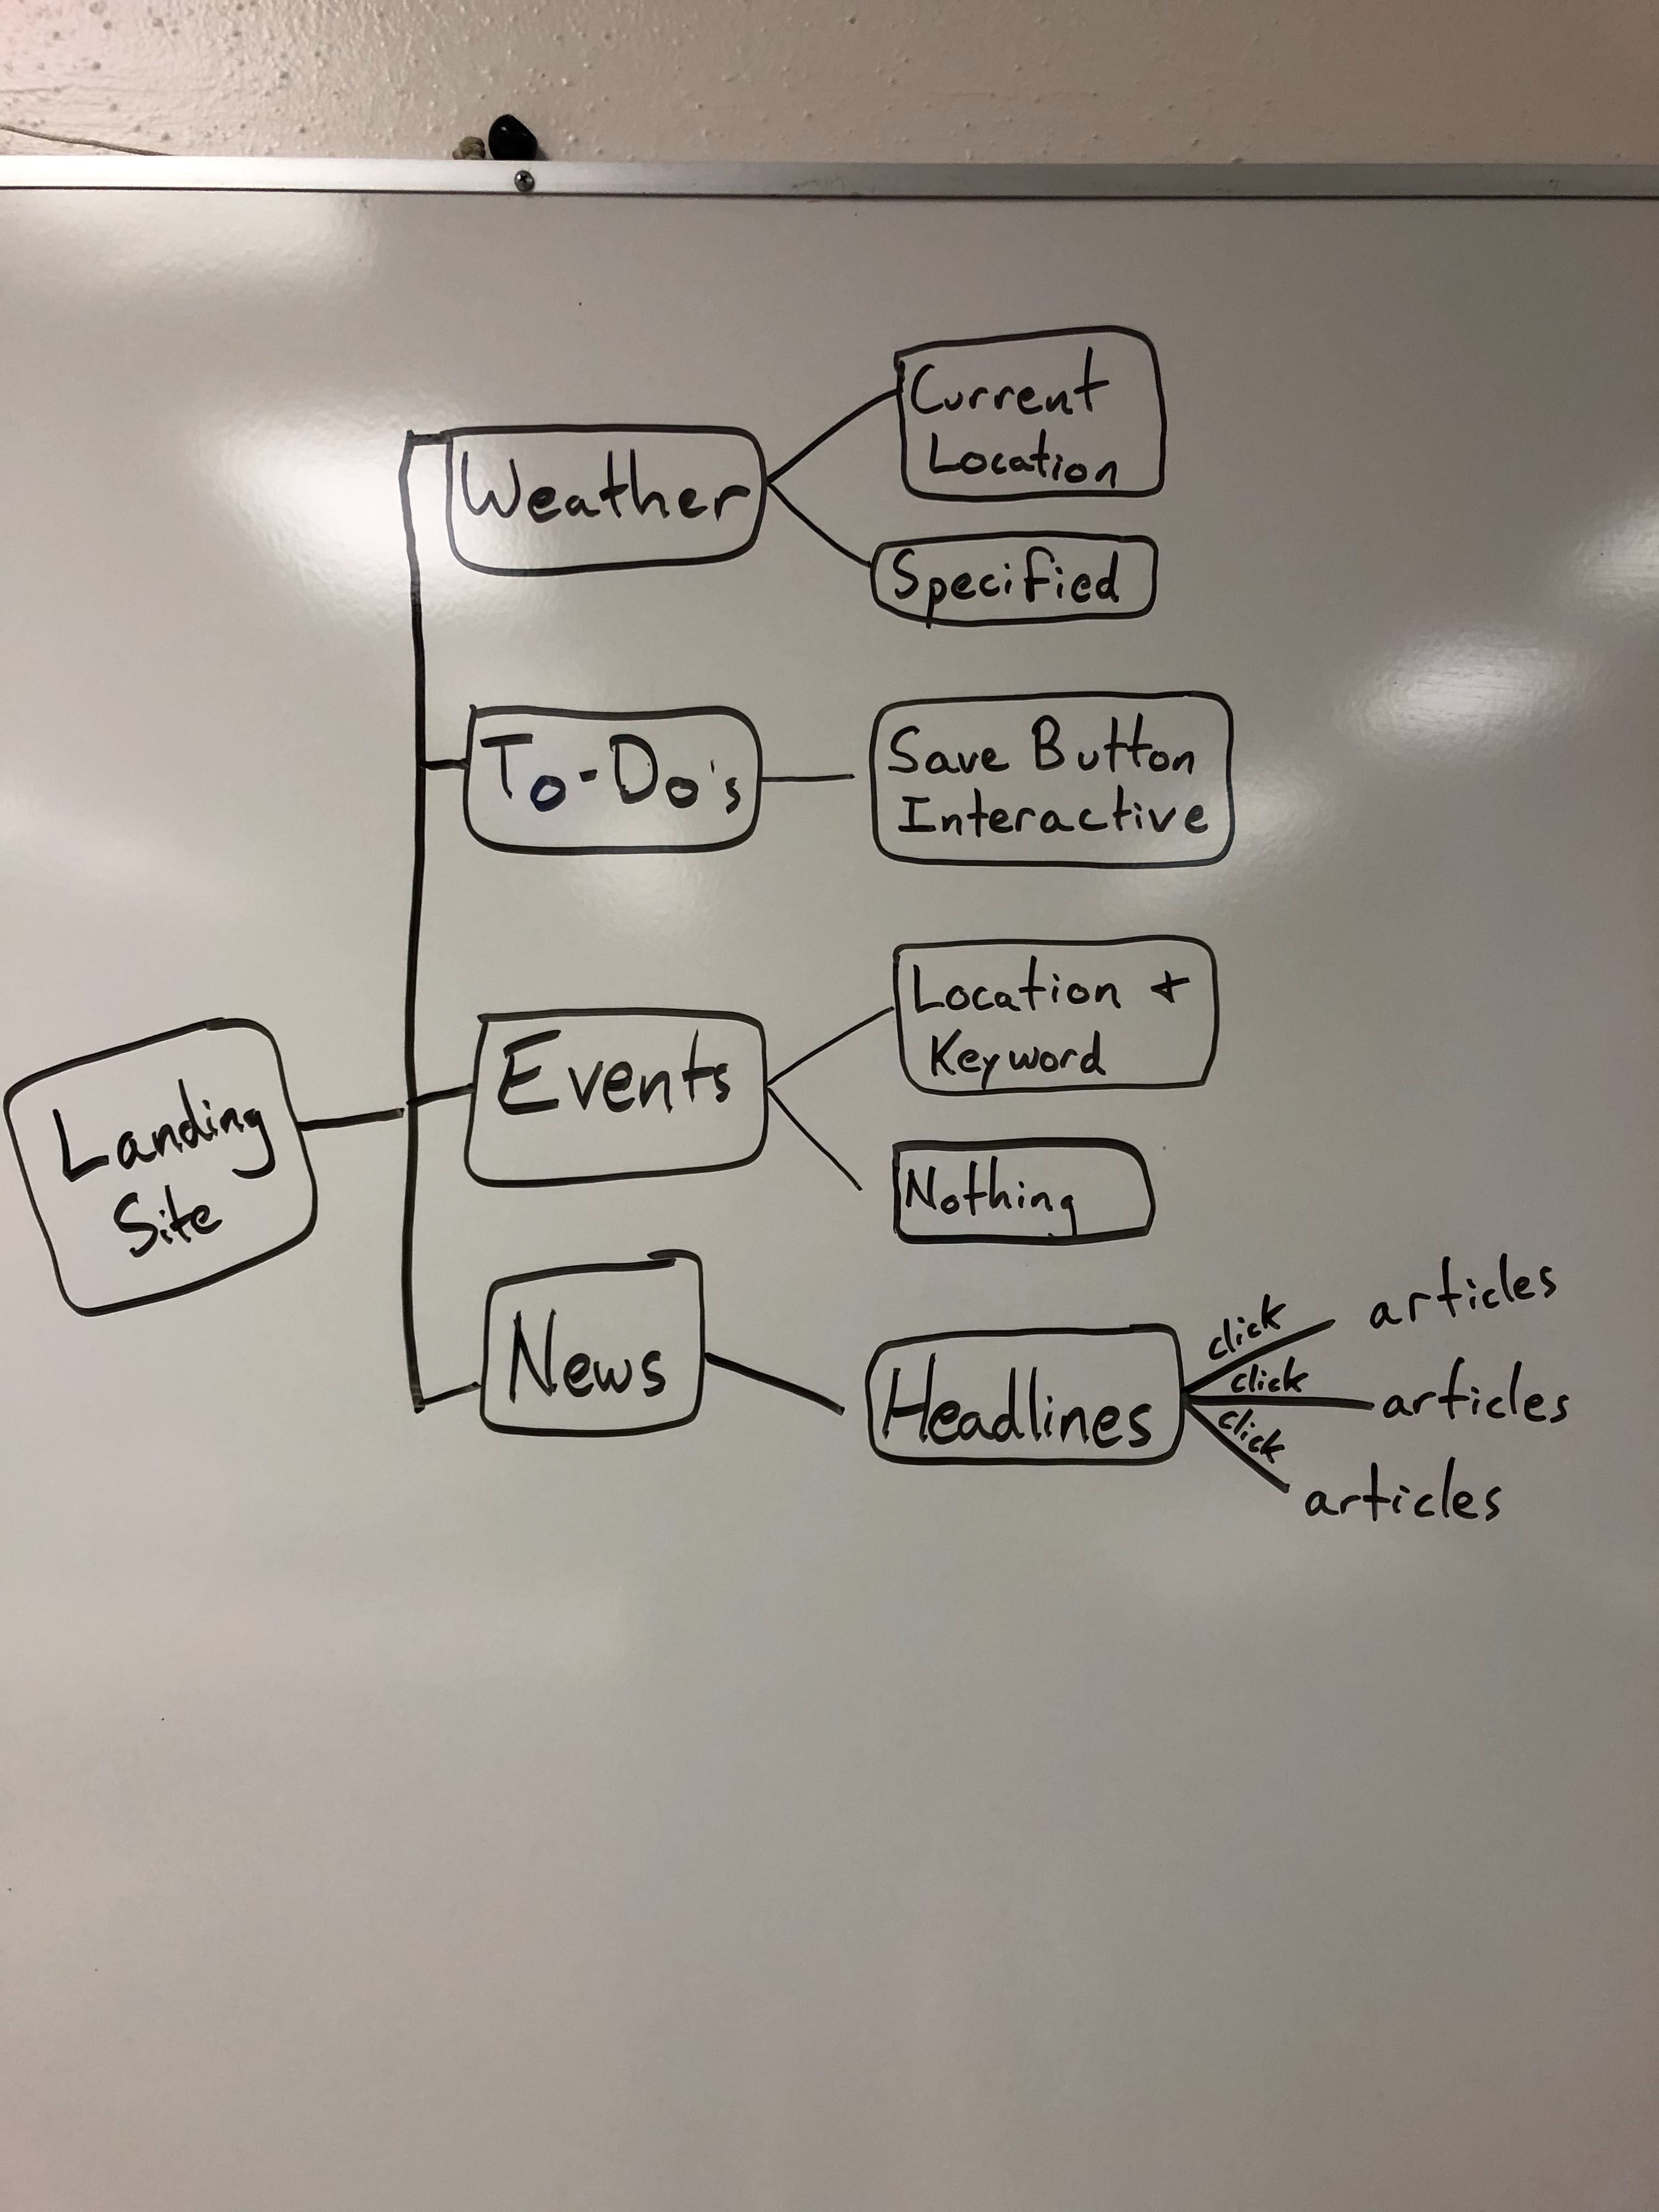 Weather
Current
Location
Specified
To-Do's
Save Button
Interactive
Landing
Site
Events
Location +
Keyword
Nothing
News
Headlines
click
articles
click
articles
click
articles